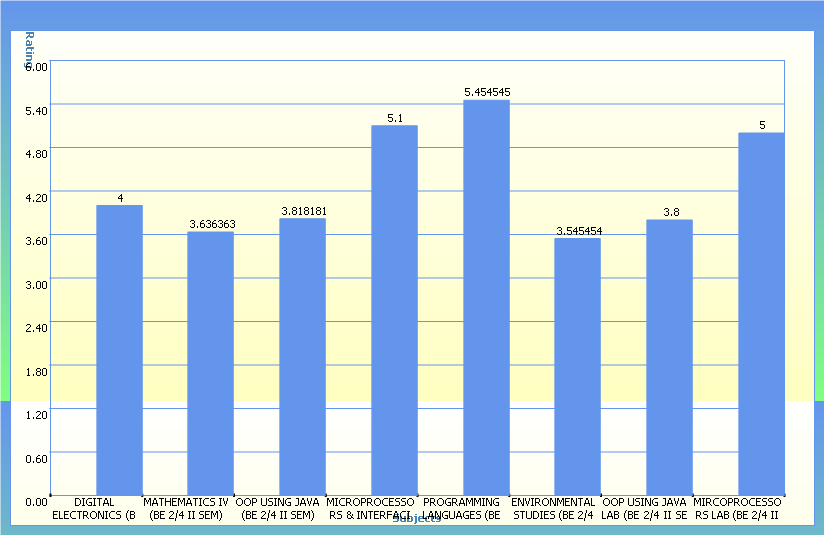 Rating
6.00
5.40
4.80
4.20
3.60
3.00
2.40
1.80
1.20
0.60
0.00
4
3.636363
3.818181
5.1
5.454545
3.545454
3.8
5
DIGITAL
ELECTRONICS (B
MATHEMATICS IV
(BE 2/4 II SEM)
OOP USING JAVA
(BE 2/4 II SEM)
MICROPROCESSO
RS & INTERFACI
PROGRAMMING
LANGUAGES (BE
ENVIRONMENTAL
STUDIES (BE 2/4
OOP USING JAVA
LAB (BE 2/4 II SE
MIRCOPROCESSO
RS LAB (BE 2/4 II
Subjects